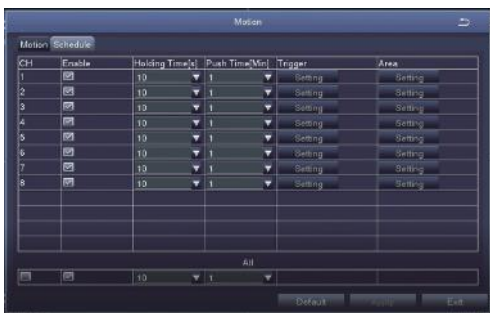 Motion
Motion Schedule
CH Enable Holding Time[s] Push Time[Min] Trigger Area
1 10 1 Setting Setting
2 10 1 Setting Setting
3 10 1 Setting Setting
4 10 1 Setting Setting
5 10 1 Setting Setting
6 10 1 Setting Setting
7 10 1 Setting Setting
8 10 1 Setting Setting
All
10 1
Default Apply Exit